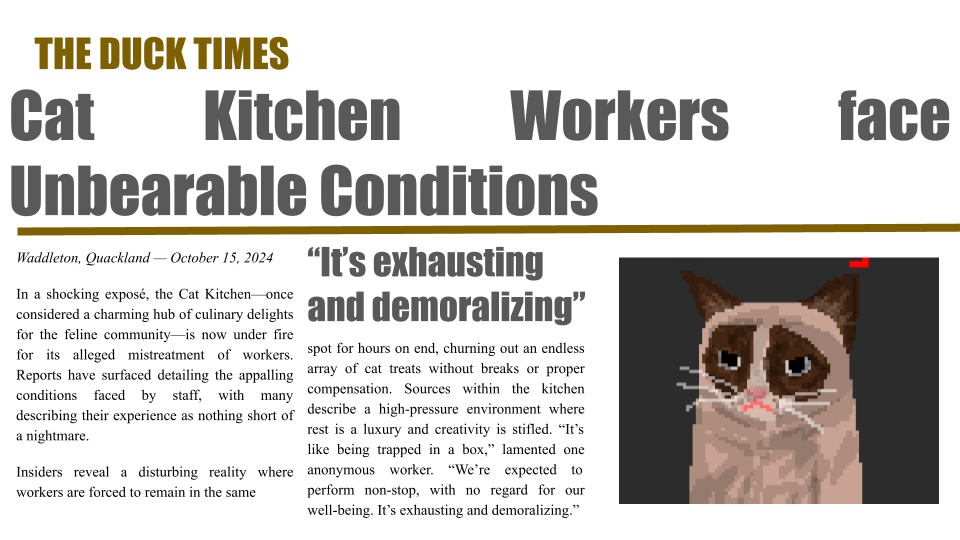 THE DUCK TIMES
Cat Kitchen Workers face
Unbearable Conditions
Waddleton, Quackland — October 15, 2024
In a shocking exposé, the Cat Kitchen—once
considered a charming hub of culinary delights
for the feline community—is now under fire
for its alleged mistreatment of workers.
Reports have surfaced detailing the appalling
conditions faced by staff, with many
describing their experience as nothing short of
a nightmare.
Insiders reveal a disturbing reality where
workers are forced to remain in the same
“It’s exhausting
and demoralizing”
spot for hours on end, churning out an endless
array of cat treats without breaks or proper
compensation. Sources within the kitchen
describe a high-pressure environment where
rest is a luxury and creativity is stifled. “It’s
like being trapped in a box,” lamented one
anonymous worker. “We’re expected to
perform non-stop, with no regard for our
well-being. It’s exhausting and demoralizing.”